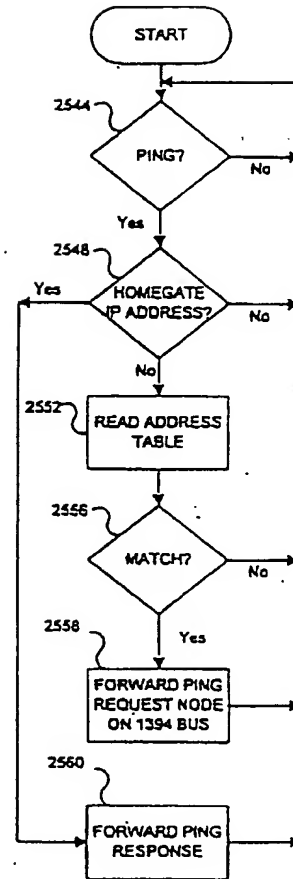 START
2544
PING?
No
Yes
2548
Yes
HOMEGATE
IP ADDRESS?
No
No
2552
READ ADDRESS
TABLE
2556
MATCH?
No
Yes
2558
FORWARD PING
REQUEST NODE
ON 1394 BUS
2560
FORWARD PING
RESPONSE